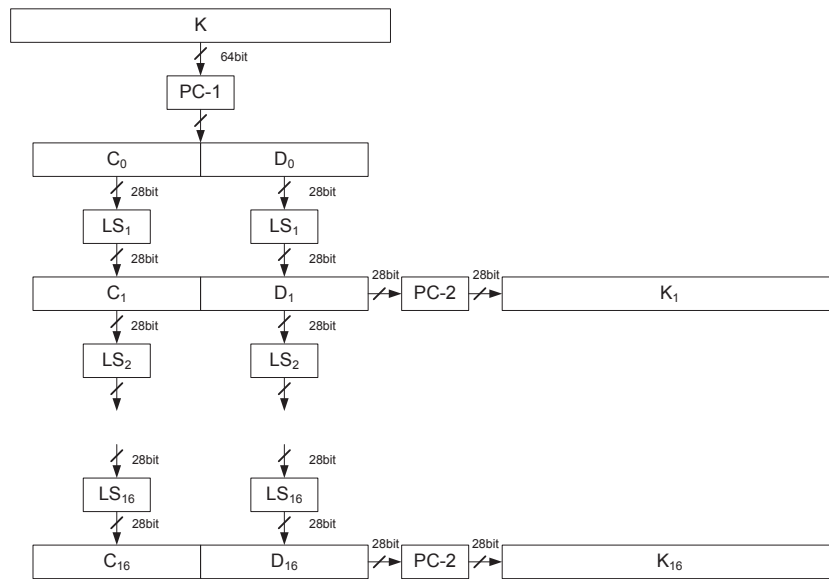 K
64bit
PC-1
C₀ D₀
28bit 28bit
LS₁ LS₁
28bit 28bit
28bit 28bit
C₁ D₁ PC-2 K₁
28bit 28bit
LS₂ LS₂
28bit 28bit
LS₁₆ LS₁₆
28bit 28bit
28bit 28bit
C₁₆ D₁₆ PC-2 K₁₆